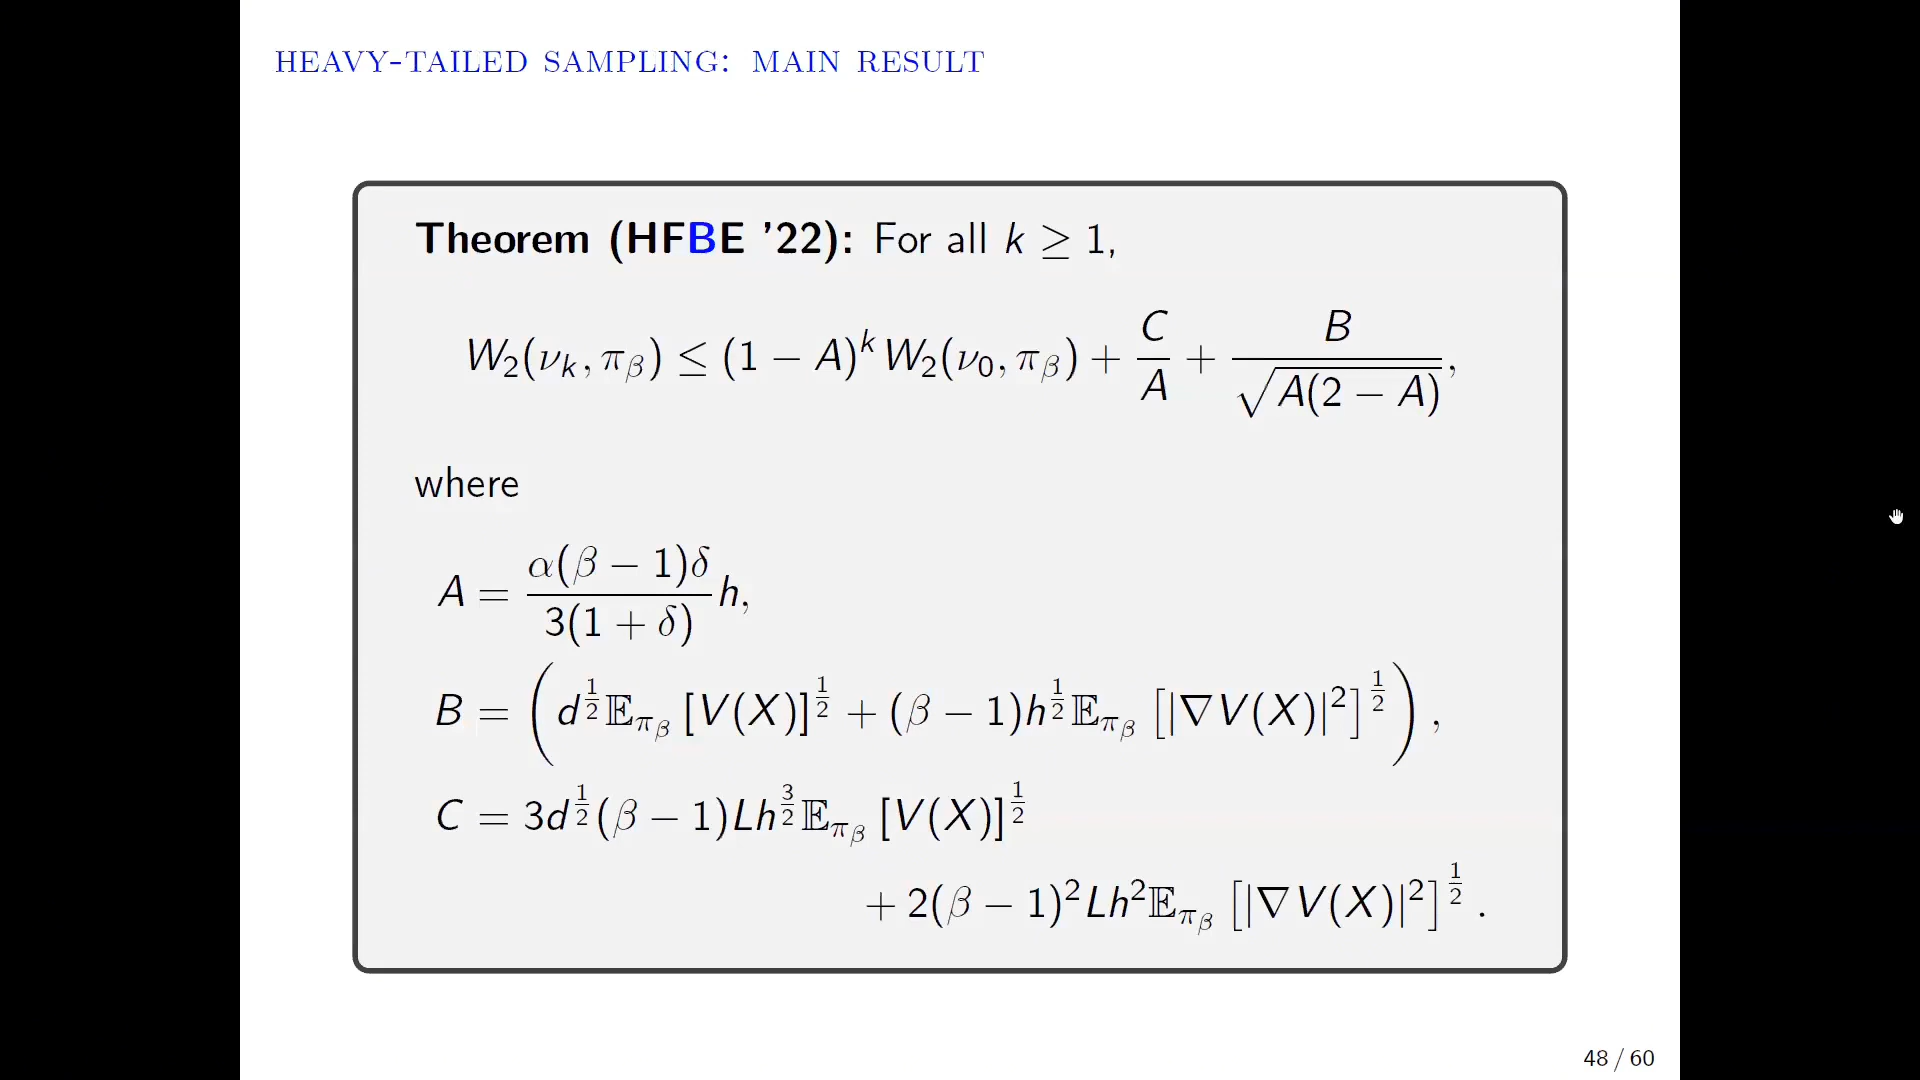 HEAVY-TAILED SAMPLING: MAIN RESULT
Theorem (HFBE ’22): For all k ≥ 1,
W₂(νₖ, π_β) ≤ (1 − A)^k W₂(ν₀, π_β) + C/A + B/√(A(2 − A)),
where
A = α(β − 1)δ / 3(1 + δ) h,
B = (d^{1/2} 𝔼_{π_β} [V(X)]^{1/2} + (β − 1)h^{1/2} 𝔼_{π_β} [|∇V(X)|²]^{1/2}),
C = 3d^{1/2}(β − 1)Lh^{3/2} 𝔼_{π_β} [V(X)]^{1/2}
+ 2(β − 1)²Lh² 𝔼_{π_β} [|∇V(X)|²]^{1/2}.
48 / 60